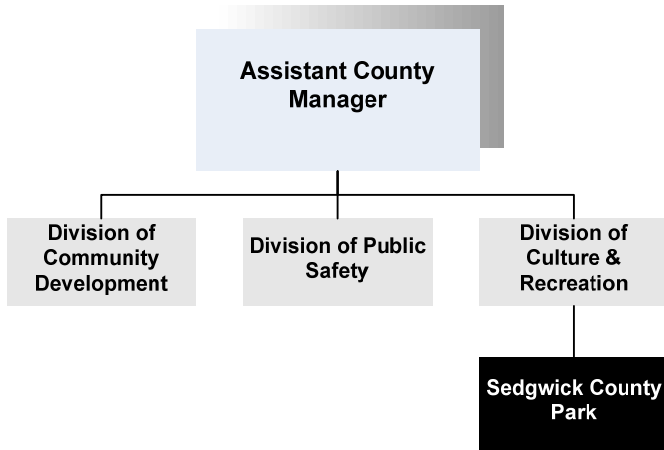 Assistant County
Manager
Division of
Community
Development
Division of Public
Safety
Division of
Culture &
Recreation
Sedgwick County
Park